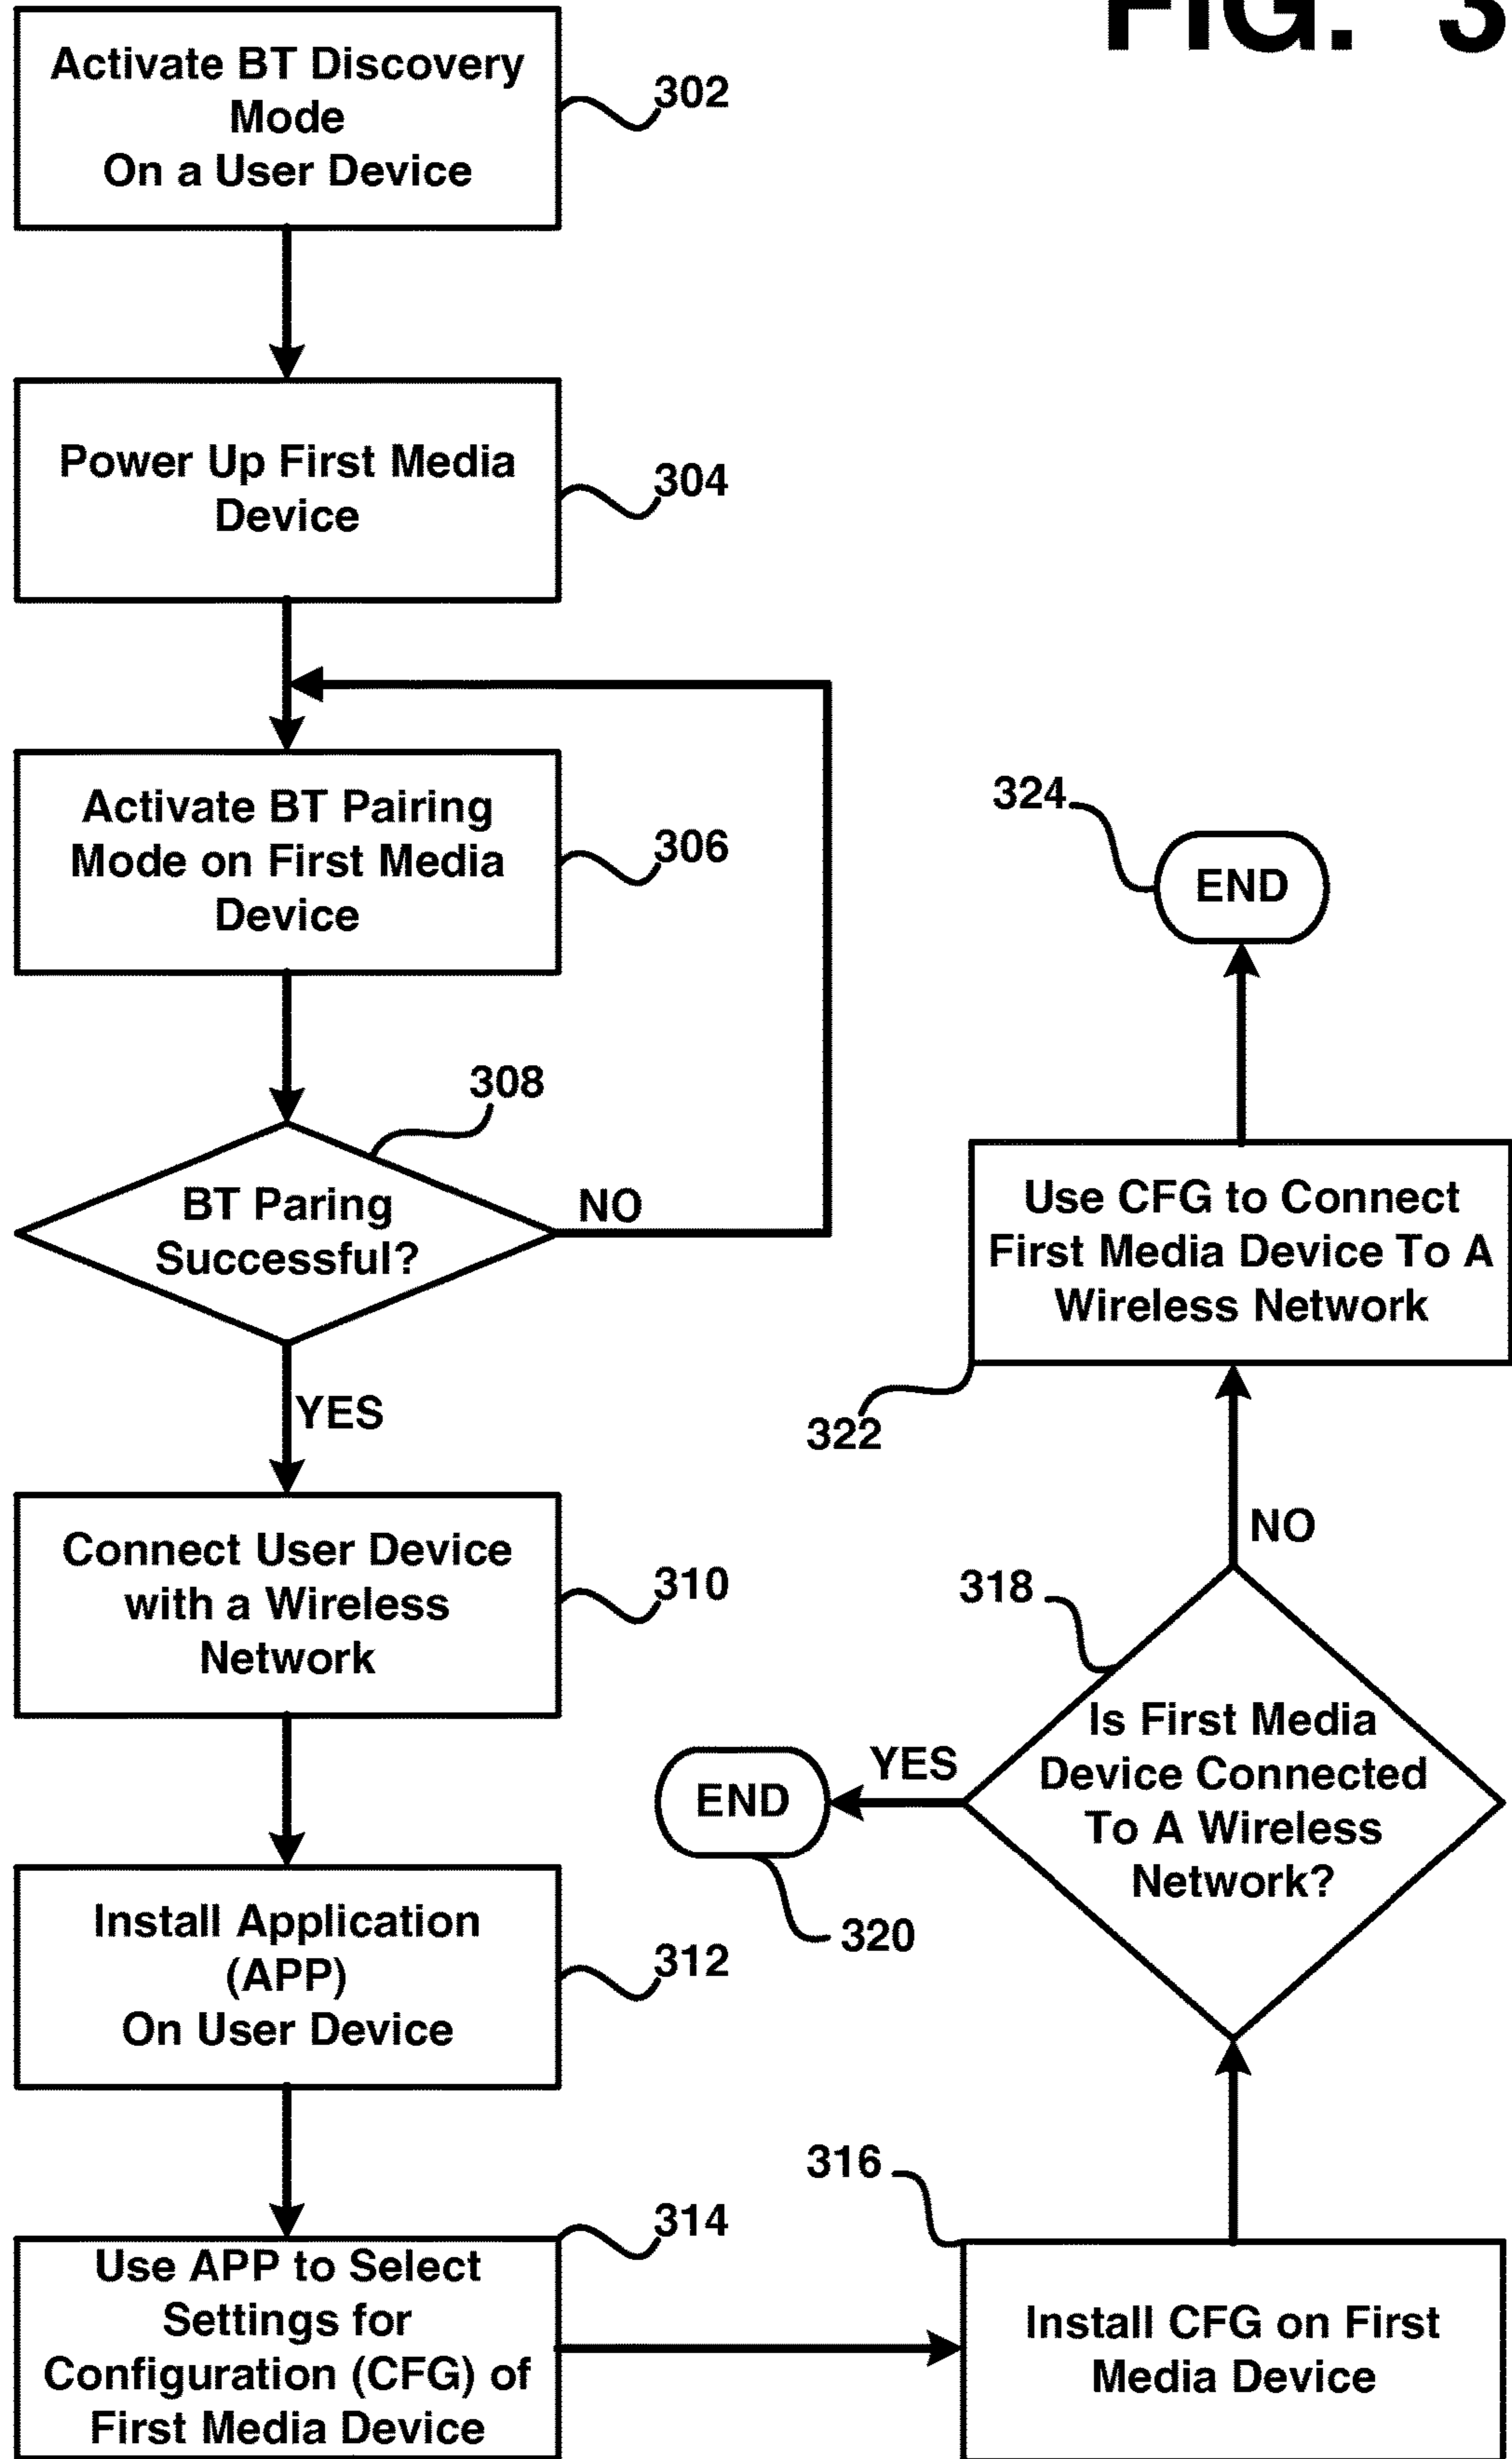 FIG. 3
Activate BT Discovery
Mode
On a User Device
302
Power Up First Media
Device
304
Activate BT Pairing
Mode on First Media
Device
306
308
BT Paring
Successful?
NO
YES
Connect User Device
with a Wireless
Network
310
Install Application
(APP)
On User Device
312
314
Use APP to Select
Settings for
Configuration (CFG) of
First Media Device
316
Install CFG on First
Media Device
318
Is First Media
Device Connected
To A Wireless
Network?
YES
END
320
NO
322
Use CFG to Connect
First Media Device To A
Wireless Network
324
END